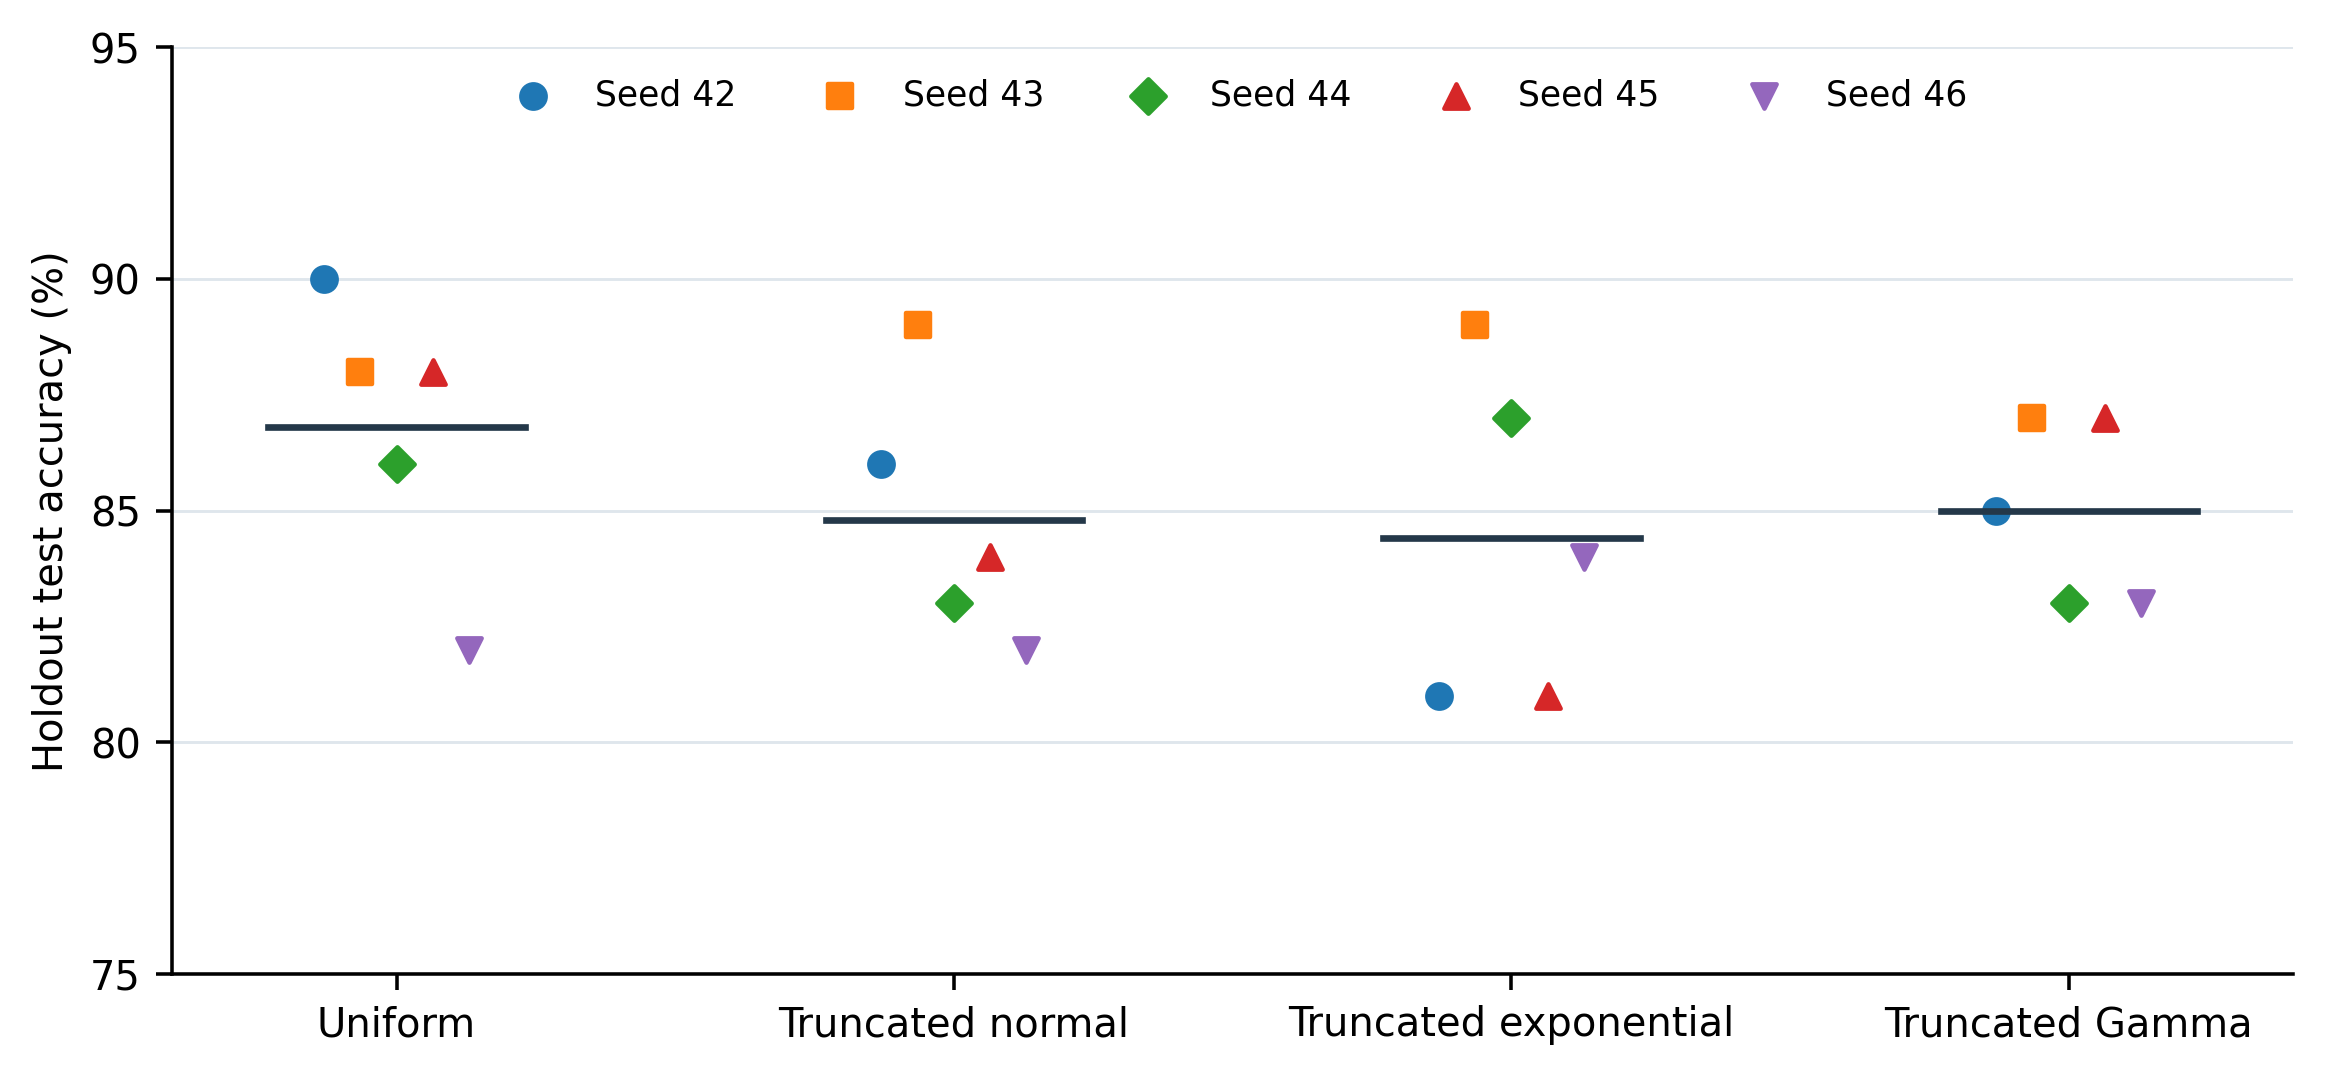 Holdout test accuracy (%)
95
90
85
80
75
Seed 42 Seed 43 Seed 44 Seed 45 Seed 46
Uniform Truncated normal Truncated exponential Truncated Gamma